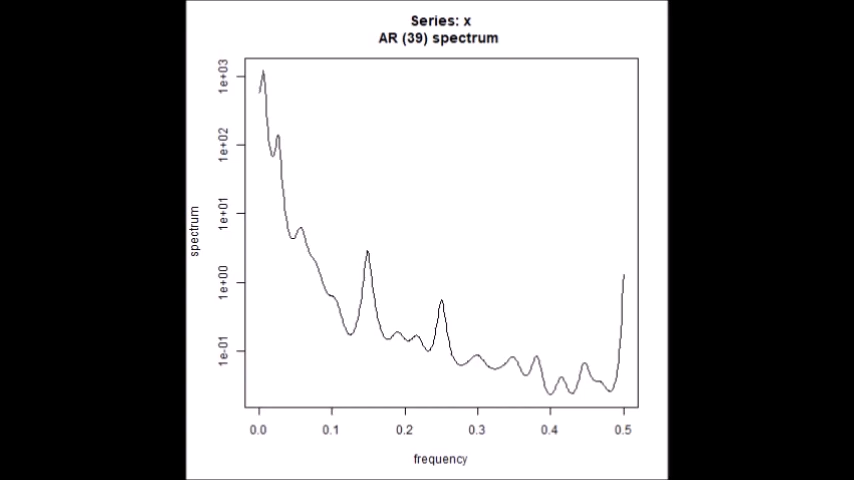 Series: x
AR (39) spectrum
1e+03
1e+02
1e+01
1e+00
1e-01
spectrum
0.0 0.1 0.2 0.3 0.4 0.5
frequency